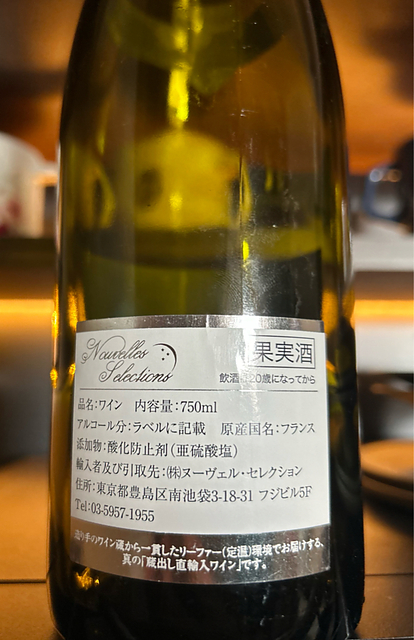 Nouvelles
Selections
果実酒
飲酒は20歳になってから
品名：ワイン　内容量：750ml
アルコール分：ラベルに記載　原産国名：フランス
添加物：酸化防止剤（亜硫酸塩）
輸入者及び引取先：㈱ヌーヴェル・セレクション
住所：東京都豊島区南池袋3-18-31 フジビル5F
Tel：03-5957-1955
造り手のワイン蔵から一貫したリーファー（定温）環境でお届けする、
真の「蔵出し直輸入ワイン」です。